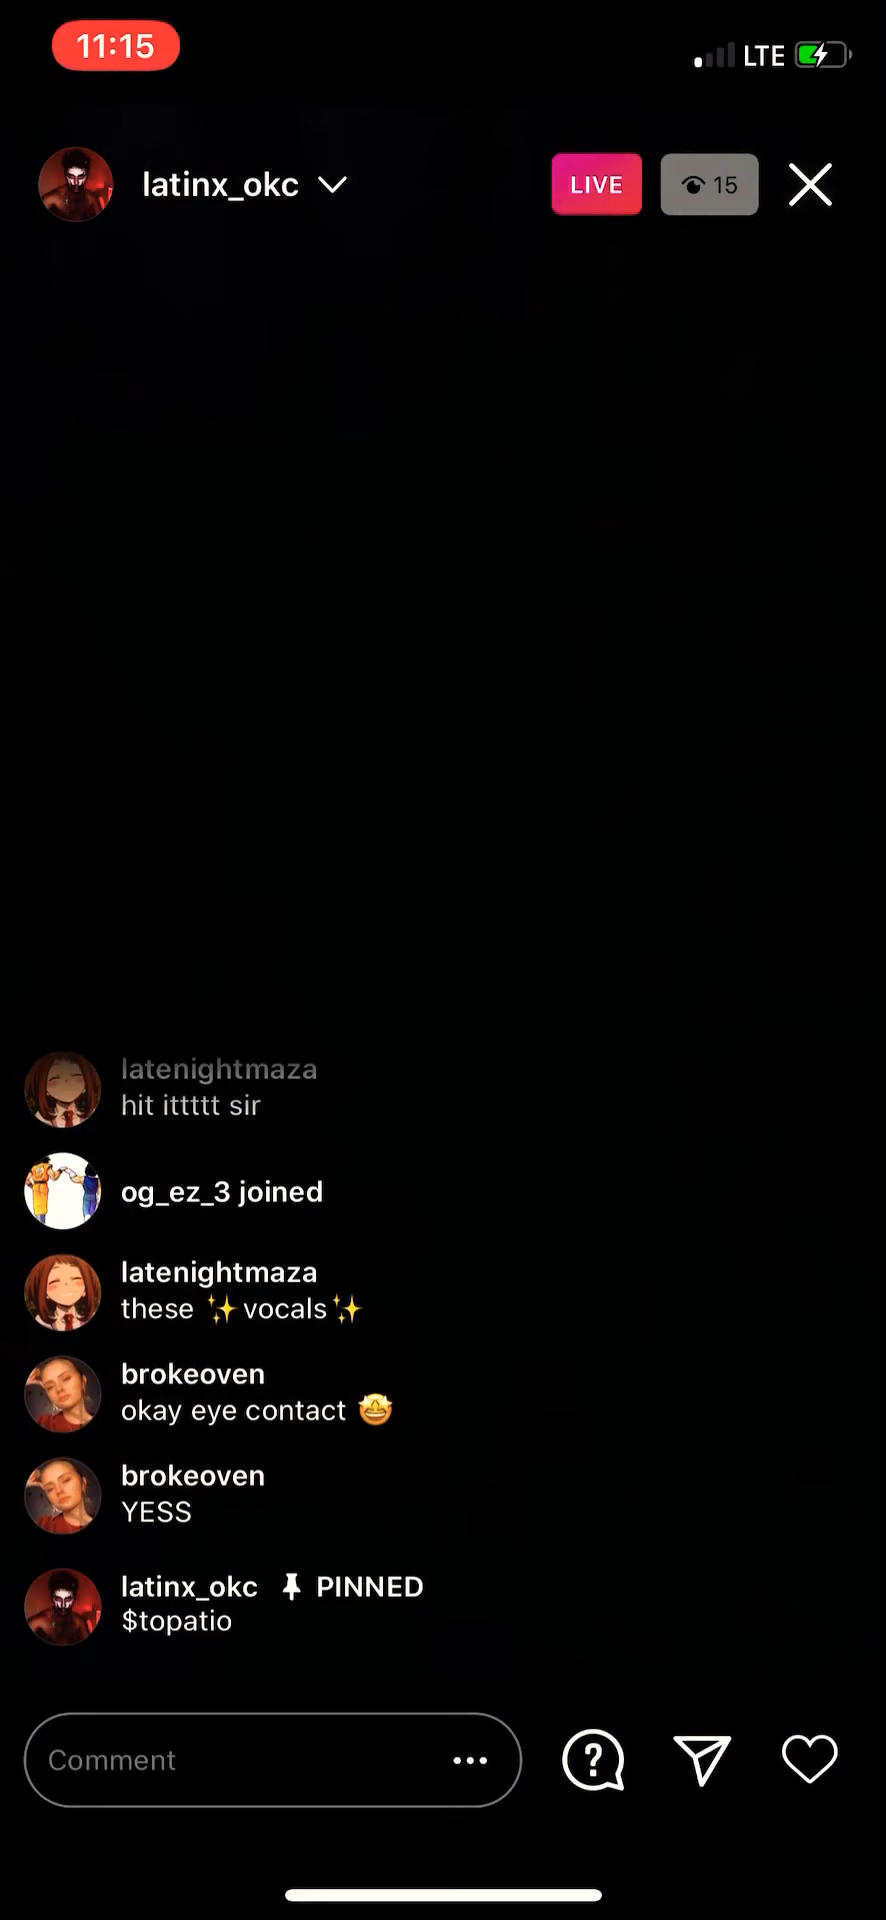 11:15
LTE
latinx_okc
LIVE
15
latenightmaza
hit ittttt sir
og_ez_3 joined
latenightmaza
these ✨vocals✨
brokeoven
okay eye contact 🤩
brokeoven
YESS
latinx_okc PINNED
$topatio
Comment